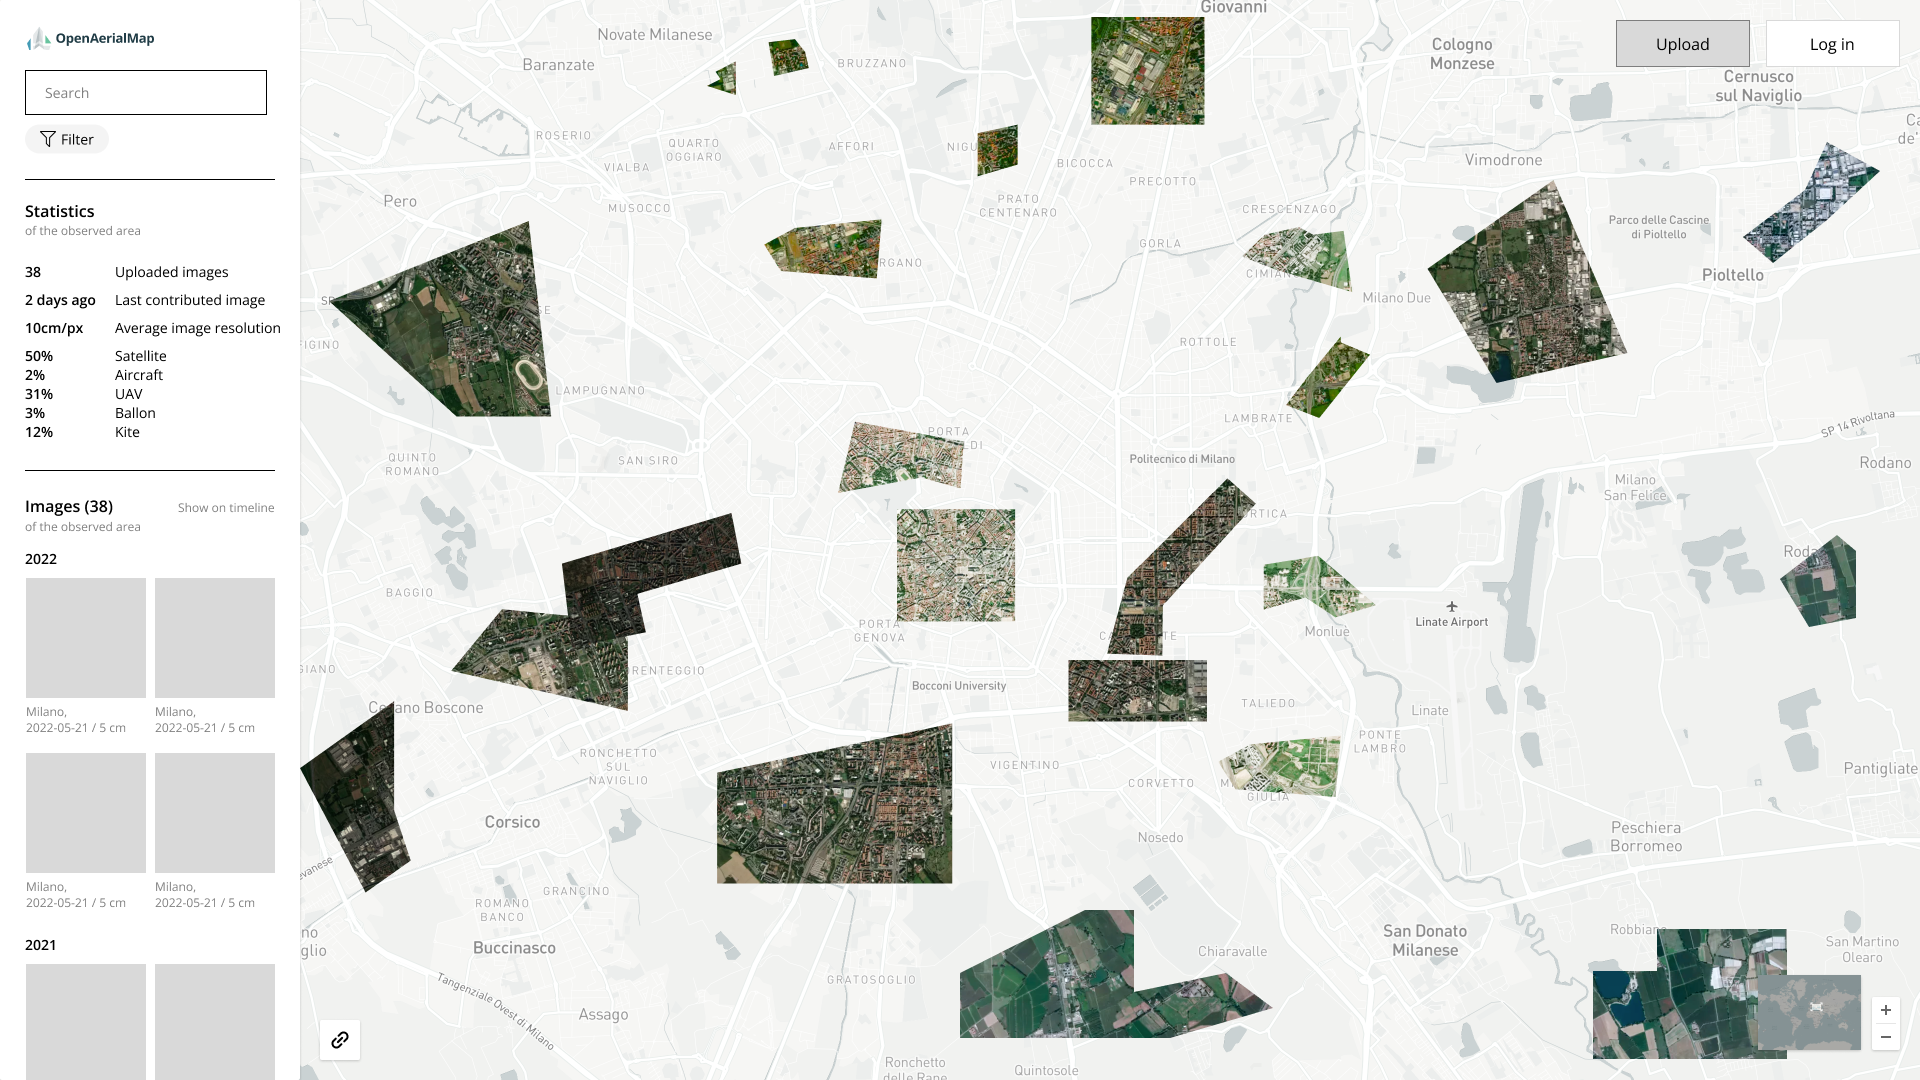 OpenAerialMap
Search
Filter
Statistics
of the observed area
38 Uploaded images
2 days ago Last contributed image
10cm/px Average image resolution
50% Satellite
2% Aircraft
31% UAV
3% Ballon
12% Kite
Images (38) Show on timeline
of the observed area
2022
Milano,
2022-05-21 / 5 cm
Milano,
2022-05-21 / 5 cm
Milano,
2022-05-21 / 5 cm
Milano,
2022-05-21 / 5 cm
2021
Upload
Log in
Giovanni
Novate Milanese
Baranzate
BRUZZANO
Cologno
Monzese
Cernusco
sul Naviglio
ROSERIO
QUARTO
OGGIARO
AFFORI
VIALBA
BICOCCA
Vimodrone
PRECOTTO
Pero
MUSOCCO
PRATO
CENTENARO
CRESCENZAGO
Parco delle Cascine
di Pioltello
GORLA
RGANO
CIMIAN
Pioltello
Milano Due
FIGINO
ROTTOLE
LAMPUGNANO
LAMBRATE
SP 14 Rivoltana
PORTA
QUINTO
ROMANO
SAN SIRO
Politecnico di Milano
Rodano
Milano
San Felice
RTICA
Roda
BAGGIO
Linate Airport
PORTA
GENOVA
Monluè
GIANO
RENTEGGIO
Bocconi University
TALIEDO
Linate
ano Boscone
PONTE
LAMBRO
RONCHETTO
SUL
NAVIGLIO
VIGENTINO
CORVETTO
GIULIA
Pantigliate
Corsico
Nosedo
Peschiera
Borromeo
evanese
GRANCINO
ROMANO
BANCO
no
glio
Buccinasco
San Donato
Milanese
Chiaravalle
Robbian
San Martino
Olearo
GRATOSOGLIO
Tangenziale Ovest di Milano
Assago
Ronchetto
delle Rane
Quintosole